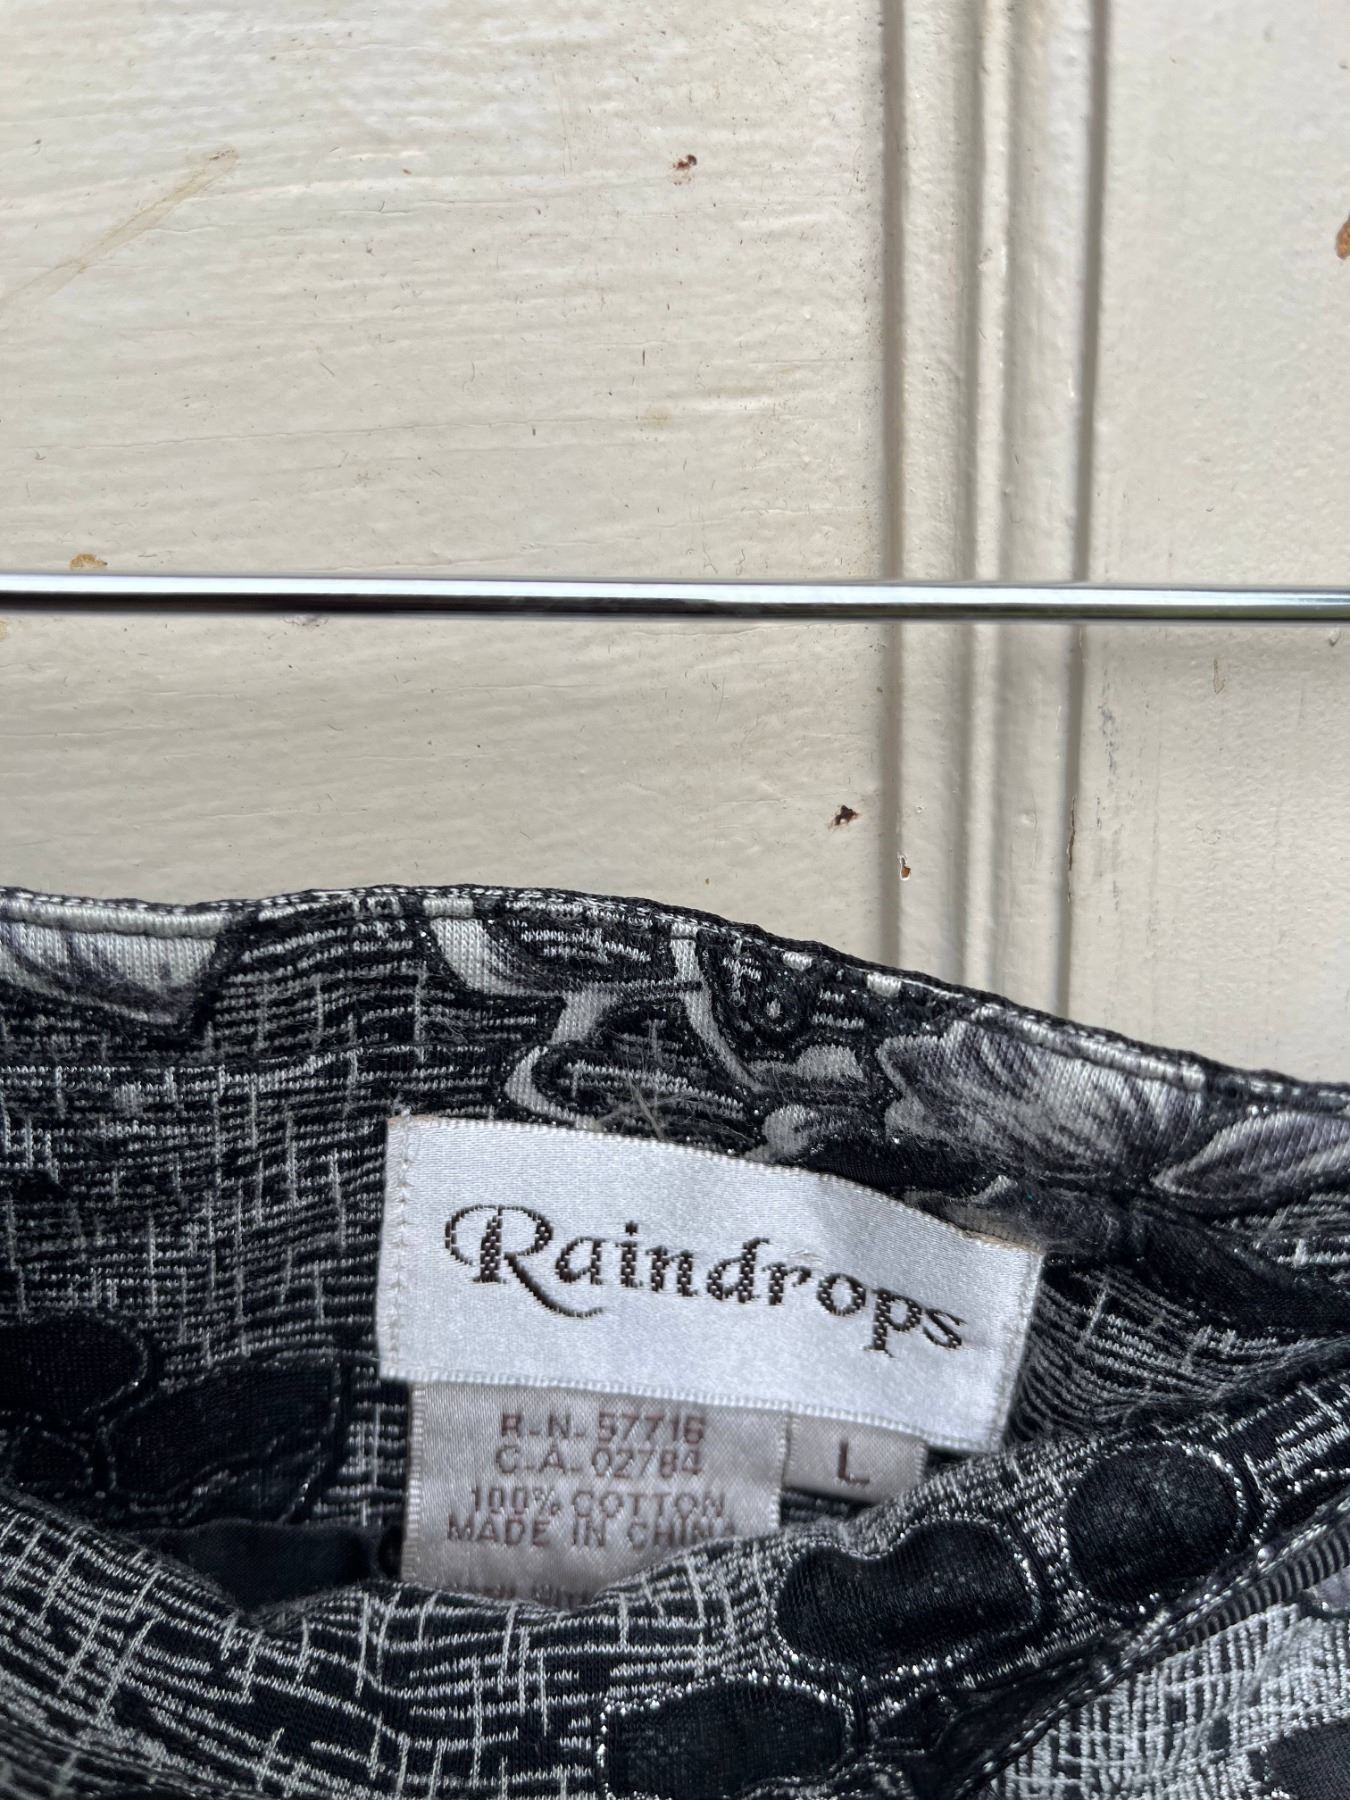 Raindrops
R.N. 57716
C.A. 02784
L
100% COTTON
MADE IN CHINA